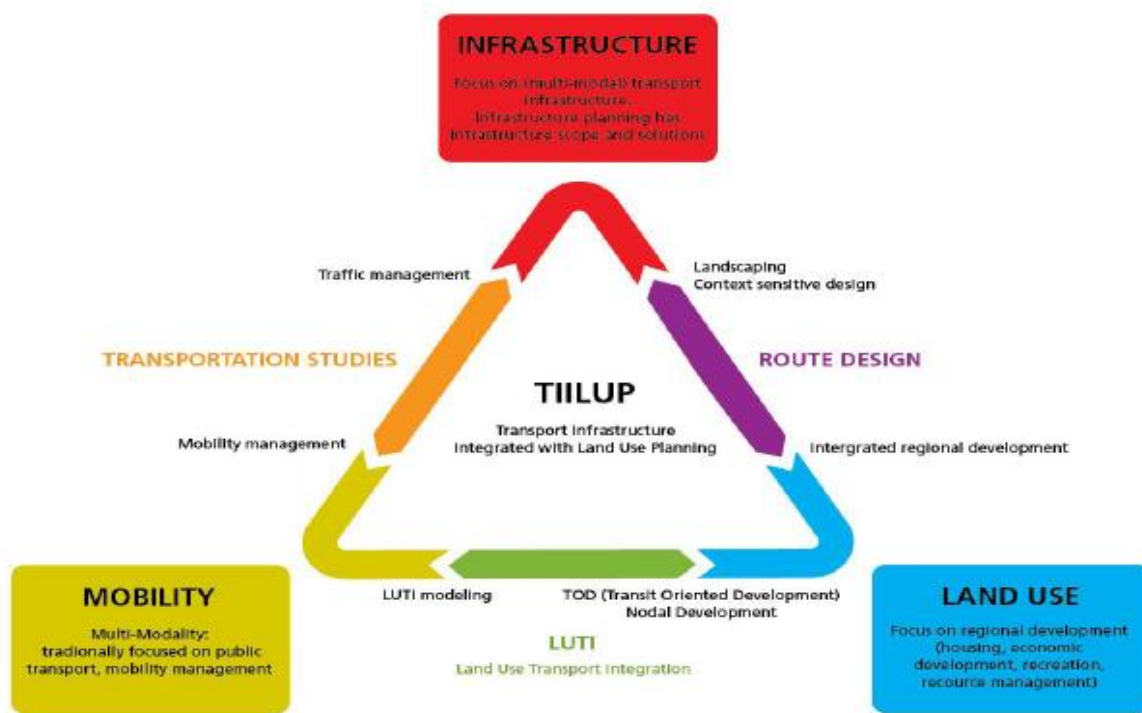 INFRASTRUCTURE
Focus on (multi-modal) transport
infrastructure.
Infrastructure planning has
infrastructure scope and solutions
Traffic management
Landscaping
Context sensitive design
TRANSPORTATION STUDIES
ROUTE DESIGN
TIILUP
Transport Infrastructure
Integrated with Land Use Planning
Mobility management
Intergrated regional development
MOBILITY
Multi-Modality:
tradionally focused on public
transport, mobility management
LUTI modeling
TOD (Transit Oriented Development)
Nodal Development
LUTI
Land Use Transport Integration
LAND USE
Focus on regional development
(housing, economic
development, recreation,
recource management)